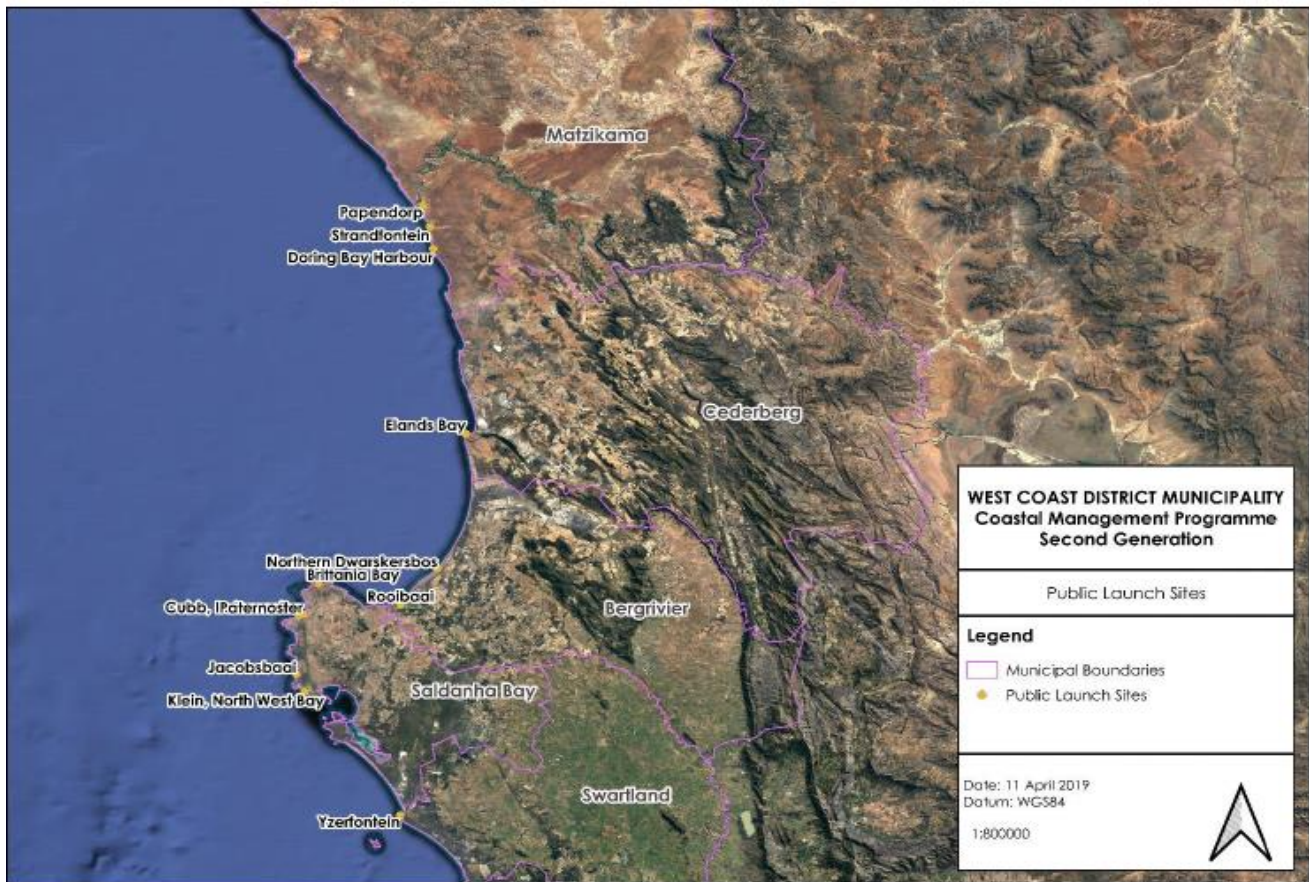 Matzikama
Papendorp
Strandfontein
Doring Bay Harbour
Cederberg
Elands Bay
Northern Dwarskersbos
Brittania Bay
Rooibaai
Cubb, IPaternoster
Bergrivier
Jacobsbaai
Saldanha Bay
Klein, North West Bay
Swartland
Yzerfontein
WEST COAST DISTRICT MUNICIPALITY
Coastal Management Programme
Second Generation
Public Launch Sites
Legend
Municipal Boundaries
Public Launch Sites
Date: 11 April 2019
Datum: WGS84
1:800000